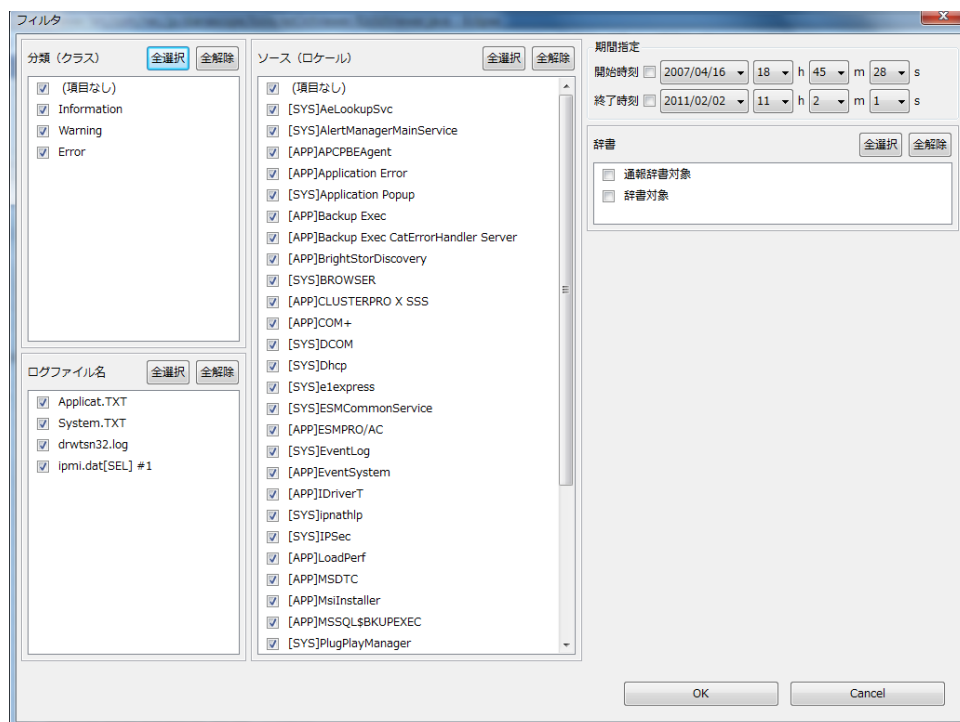 フィルタ
分類（クラス） 全選択 全解除
（項目なし）
Information
Warning
Error
ログファイル名 全選択 全解除
Applicat.TXT
System.TXT
drwtsn32.log
ipmi.dat[SEL] #1
ソース（ロケール） 全選択 全解除
（項目なし）
[SYS]AeLookupSvc
[SYS]AlertManagerMainService
[APP]APCPBEAgent
[APP]Application Error
[SYS]Application Popup
[APP]Backup Exec
[APP]Backup Exec CatErrorHandler Server
[APP]BrightStorDiscovery
[SYS]BROWSER
[APP]CLUSTERPRO X SSS
[APP]COM+
[SYS]DCOM
[SYS]Dhcp
[SYS]e1express
[SYS]ESMCommonService
[APP]ESMPRO/AC
[SYS]EventLog
[APP]EventSystem
[APP]IDriverT
[SYS]ipnathlp
[SYS]IPSec
[APP]LoadPerf
[APP]MSDTC
[APP]MsiInstaller
[APP]MSSQL$BKUPEXEC
[SYS]PlugPlayManager
期間指定
開始時刻 2007/04/16 18 h 45 m 28 s
終了時刻 2011/02/02 11 h 2 m 1 s
辞書 全選択 全解除
通報辞書対象
辞書対象
OK Cancel